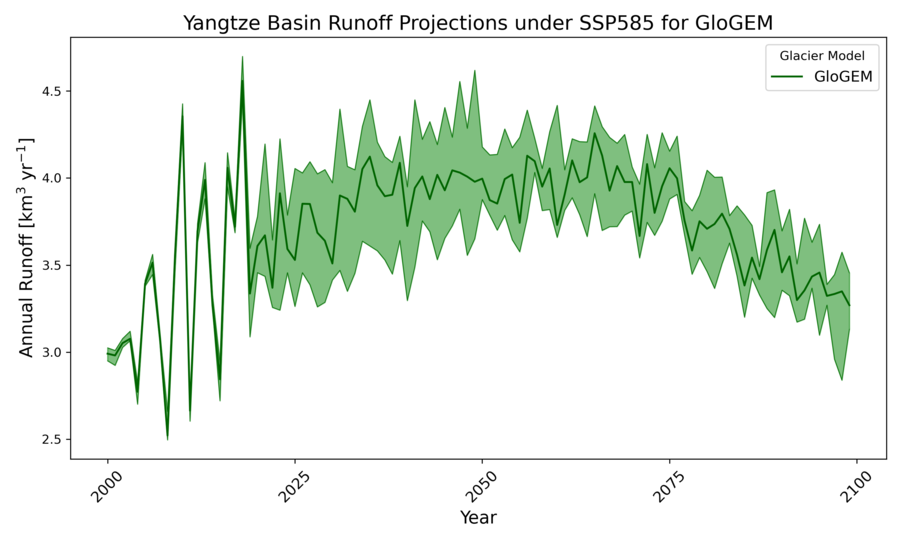 Yangtze Basin Runoff Projections under SSP585 for GloGEM
Glacier Model
GloGEM
Annual Runoff [km³ yr⁻¹]
4.5
4.0
3.5
3.0
2.5
2000
2025
2050
2075
2100
Year